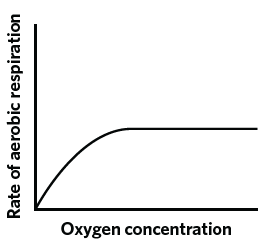 Rate of aerobic respiration
Oxygen concentration